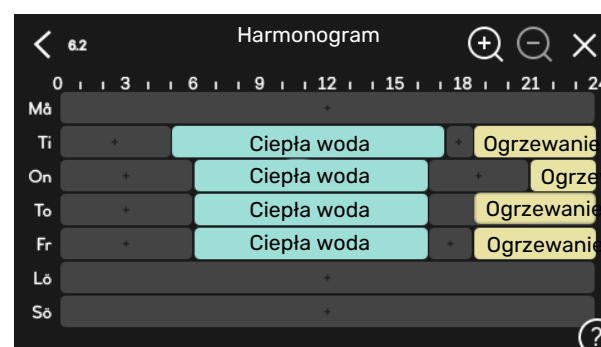 6.2 Harmonogram
0 3 6 9 12 15 18 21 24
Må
Ti Ciepła woda Ogrzewanie
On Ciepła woda Ogrze
To Ciepła woda Ogrzewanie
Fr Ciepła woda Ogrzewanie
Lö
Sö
?